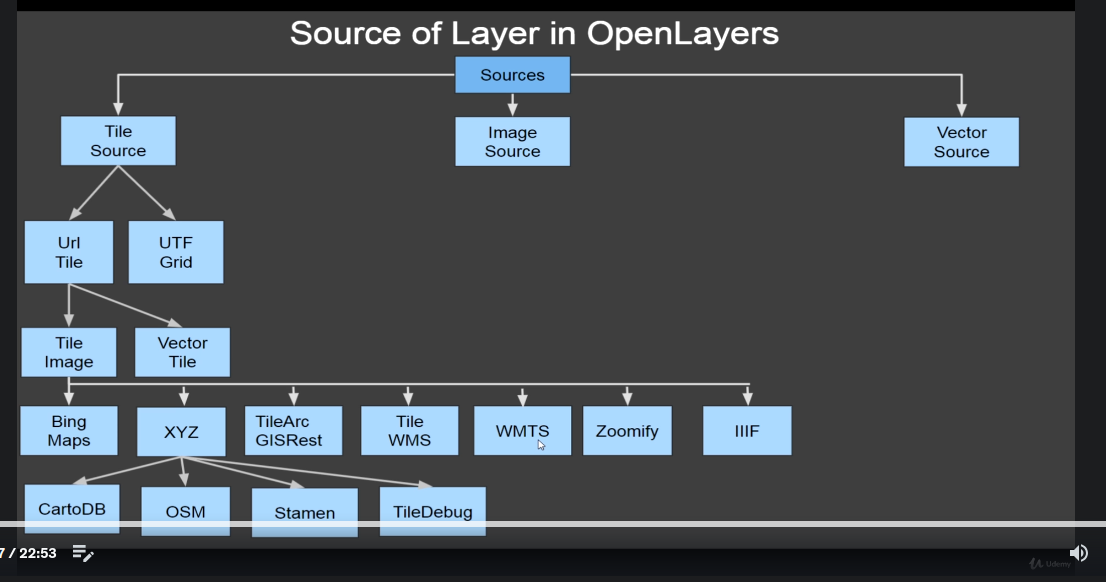 Source of Layer in OpenLayers
Sources
Tile
Source
Image
Source
Vector
Source
Url
Tile
UTF
Grid
Tile
Image
Vector
Tile
Bing
Maps
XYZ
TileArc
GISRest
Tile
WMS
WMTS
Zoomify
IIIF
CartoDB
OSM
Stamen
TileDebug
7 / 22:53
Udemy